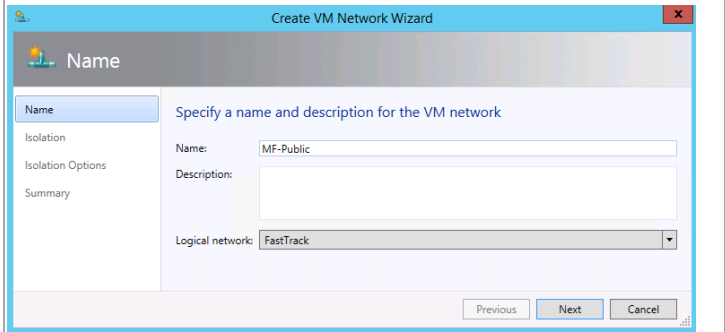 Create VM Network Wizard
x
Name
Name
Isolation
Isolation Options
Summary
Specify a name and description for the VM network
Name: MF-Public
Description:
Logical network: FastTrack
Previous Next Cancel